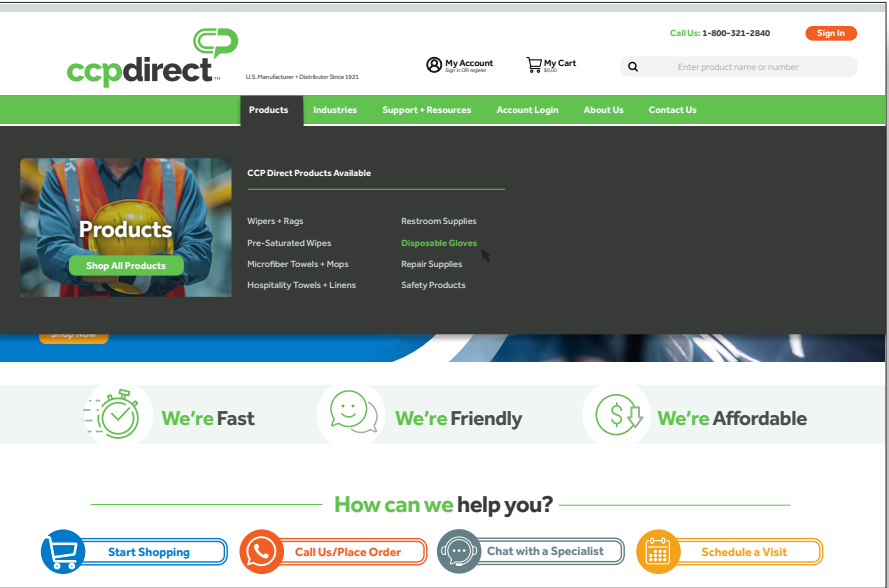 Call Us: 1-800-321-2840
Sign In
ccpdirect™
U.S. Manufacturer + Distributor Since 1921
My Account
Sign in OR register
My Cart
$0.00
Enter product name or number
Products Industries Support + Resources Account Login About Us Contact Us
Products
Shop All Products
CCP Direct Products Available
Wipers + Rags
Pre-Saturated Wipes
Microfiber Towels + Mops
Hospitality Towels + Linens
Restroom Supplies
Disposable Gloves
Repair Supplies
Safety Products
Shop Now
We're Fast
We're Friendly
We're Affordable
How can we help you?
Start Shopping
Call Us/Place Order
Chat with a Specialist
Schedule a Visit